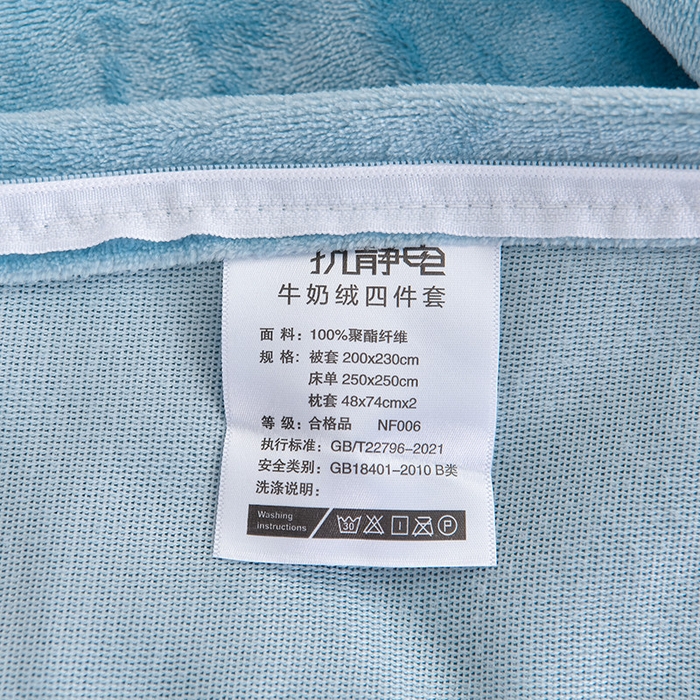 抗静电
牛奶绒四件套
面 料：100%聚酯纤维
规 格：被套 200x230cm
床单 250x250cm
枕套 48x74cmx2
等 级：合格品 NF006
执行标准：GB/T22796-2021
安全类别：GB18401-2010 B类
洗涤说明：
Washing
instructions
30 P